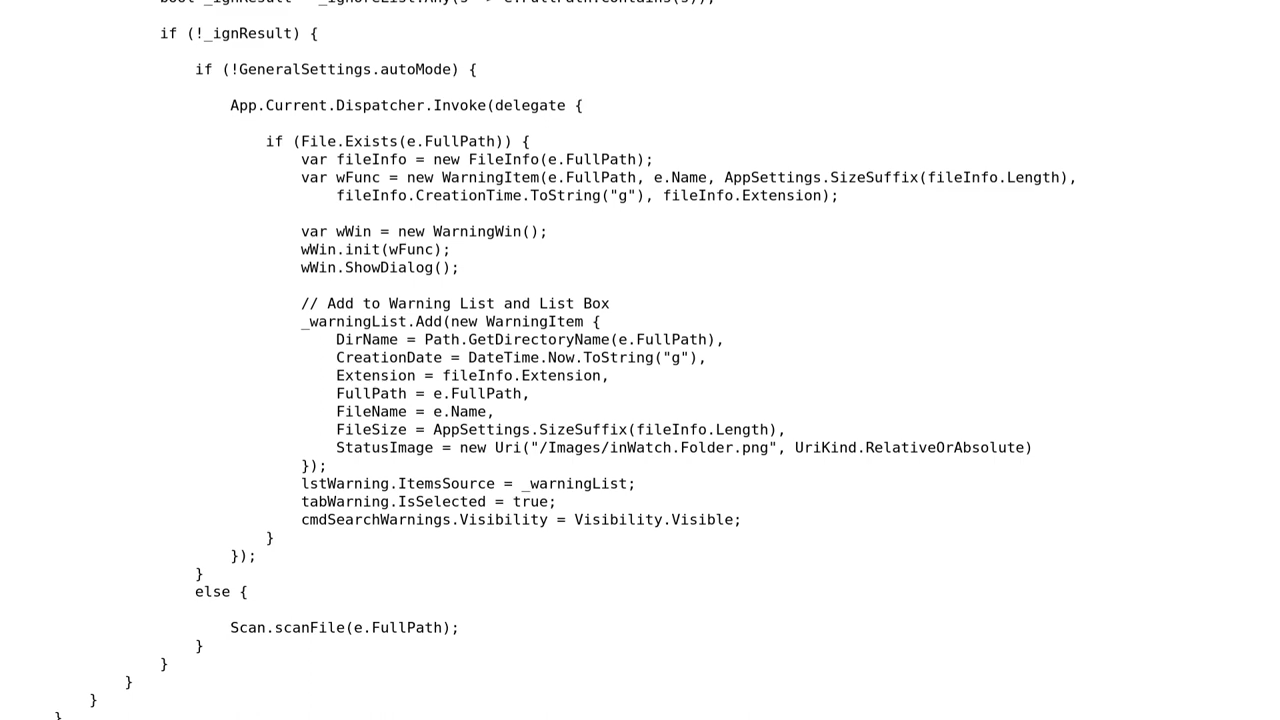 if (!_ignResult) {
if (!GeneralSettings.autoMode) {
App.Current.Dispatcher.Invoke(delegate {
if (File.Exists(e.FullPath)) {
var fileInfo = new FileInfo(e.FullPath);
var wFunc = new WarningItem(e.FullPath, e.Name, AppSettings.SizeSuffix(fileInfo.Length),
fileInfo.CreationTime.ToString("g"), fileInfo.Extension);
var wWin = new WarningWin();
wWin.init(wFunc);
wWin.ShowDialog();
// Add to Warning List and List Box
_warningList.Add(new WarningItem {
DirName = Path.GetDirectoryName(e.FullPath),
CreationDate = DateTime.Now.ToString("g"),
Extension = fileInfo.Extension,
FullPath = e.FullPath,
FileName = e.Name,
FileSize = AppSettings.SizeSuffix(fileInfo.Length),
StatusImage = new Uri("/Images/inWatch.Folder.png", UriKind.RelativeOrAbsolute)
});
lstWarning.ItemsSource = _warningList;
tabWarning.IsSelected = true;
cmdSearchWarnings.Visibility = Visibility.Visible;
}
});
}
else {
Scan.scanFile(e.FullPath);
}
}
}
}
}